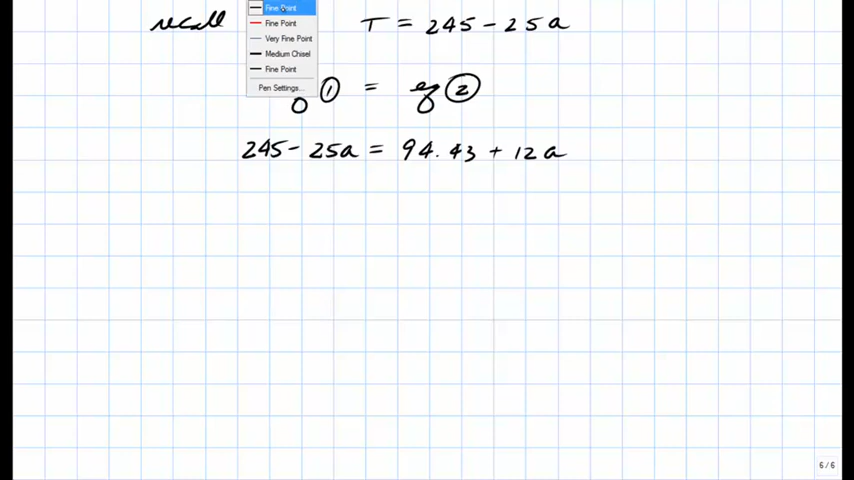 recall T = 245 - 25a
Fine Point
Fine Point
Very Fine Point
Medium Chisel
Fine Point
Pen Settings...
① = eq ②
245 - 25a = 94.43 + 12a
6 / 6